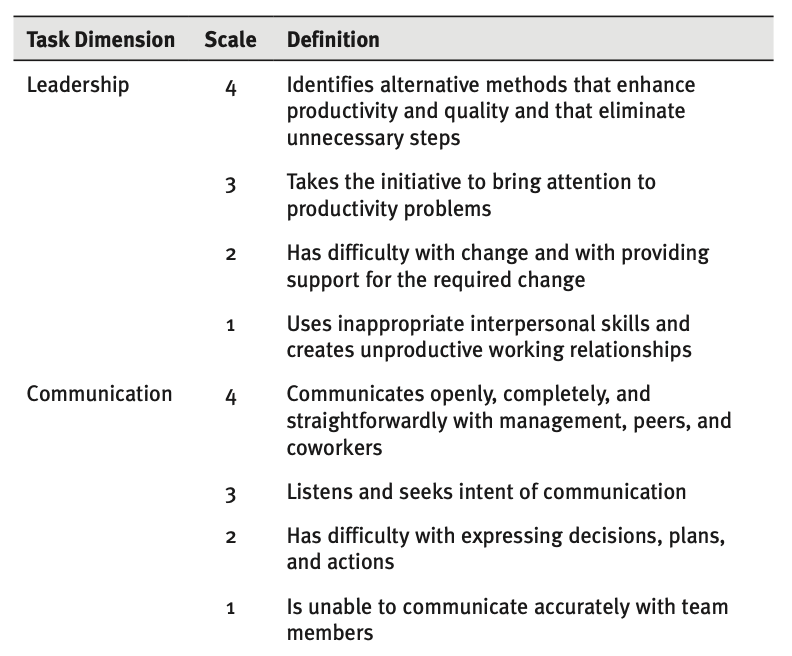 Task Dimension Scale Definition
Leadership 4 Identifies alternative methods that enhance
productivity and quality and that eliminate
unnecessary steps
3 Takes the initiative to bring attention to
productivity problems
2 Has difficulty with change and with providing
support for the required change
1 Uses inappropriate interpersonal skills and
creates unproductive working relationships
Communication 4 Communicates openly, completely, and
straightforwardly with management, peers, and
coworkers
3 Listens and seeks intent of communication
2 Has difficulty with expressing decisions, plans,
and actions
1 Is unable to communicate accurately with team
members